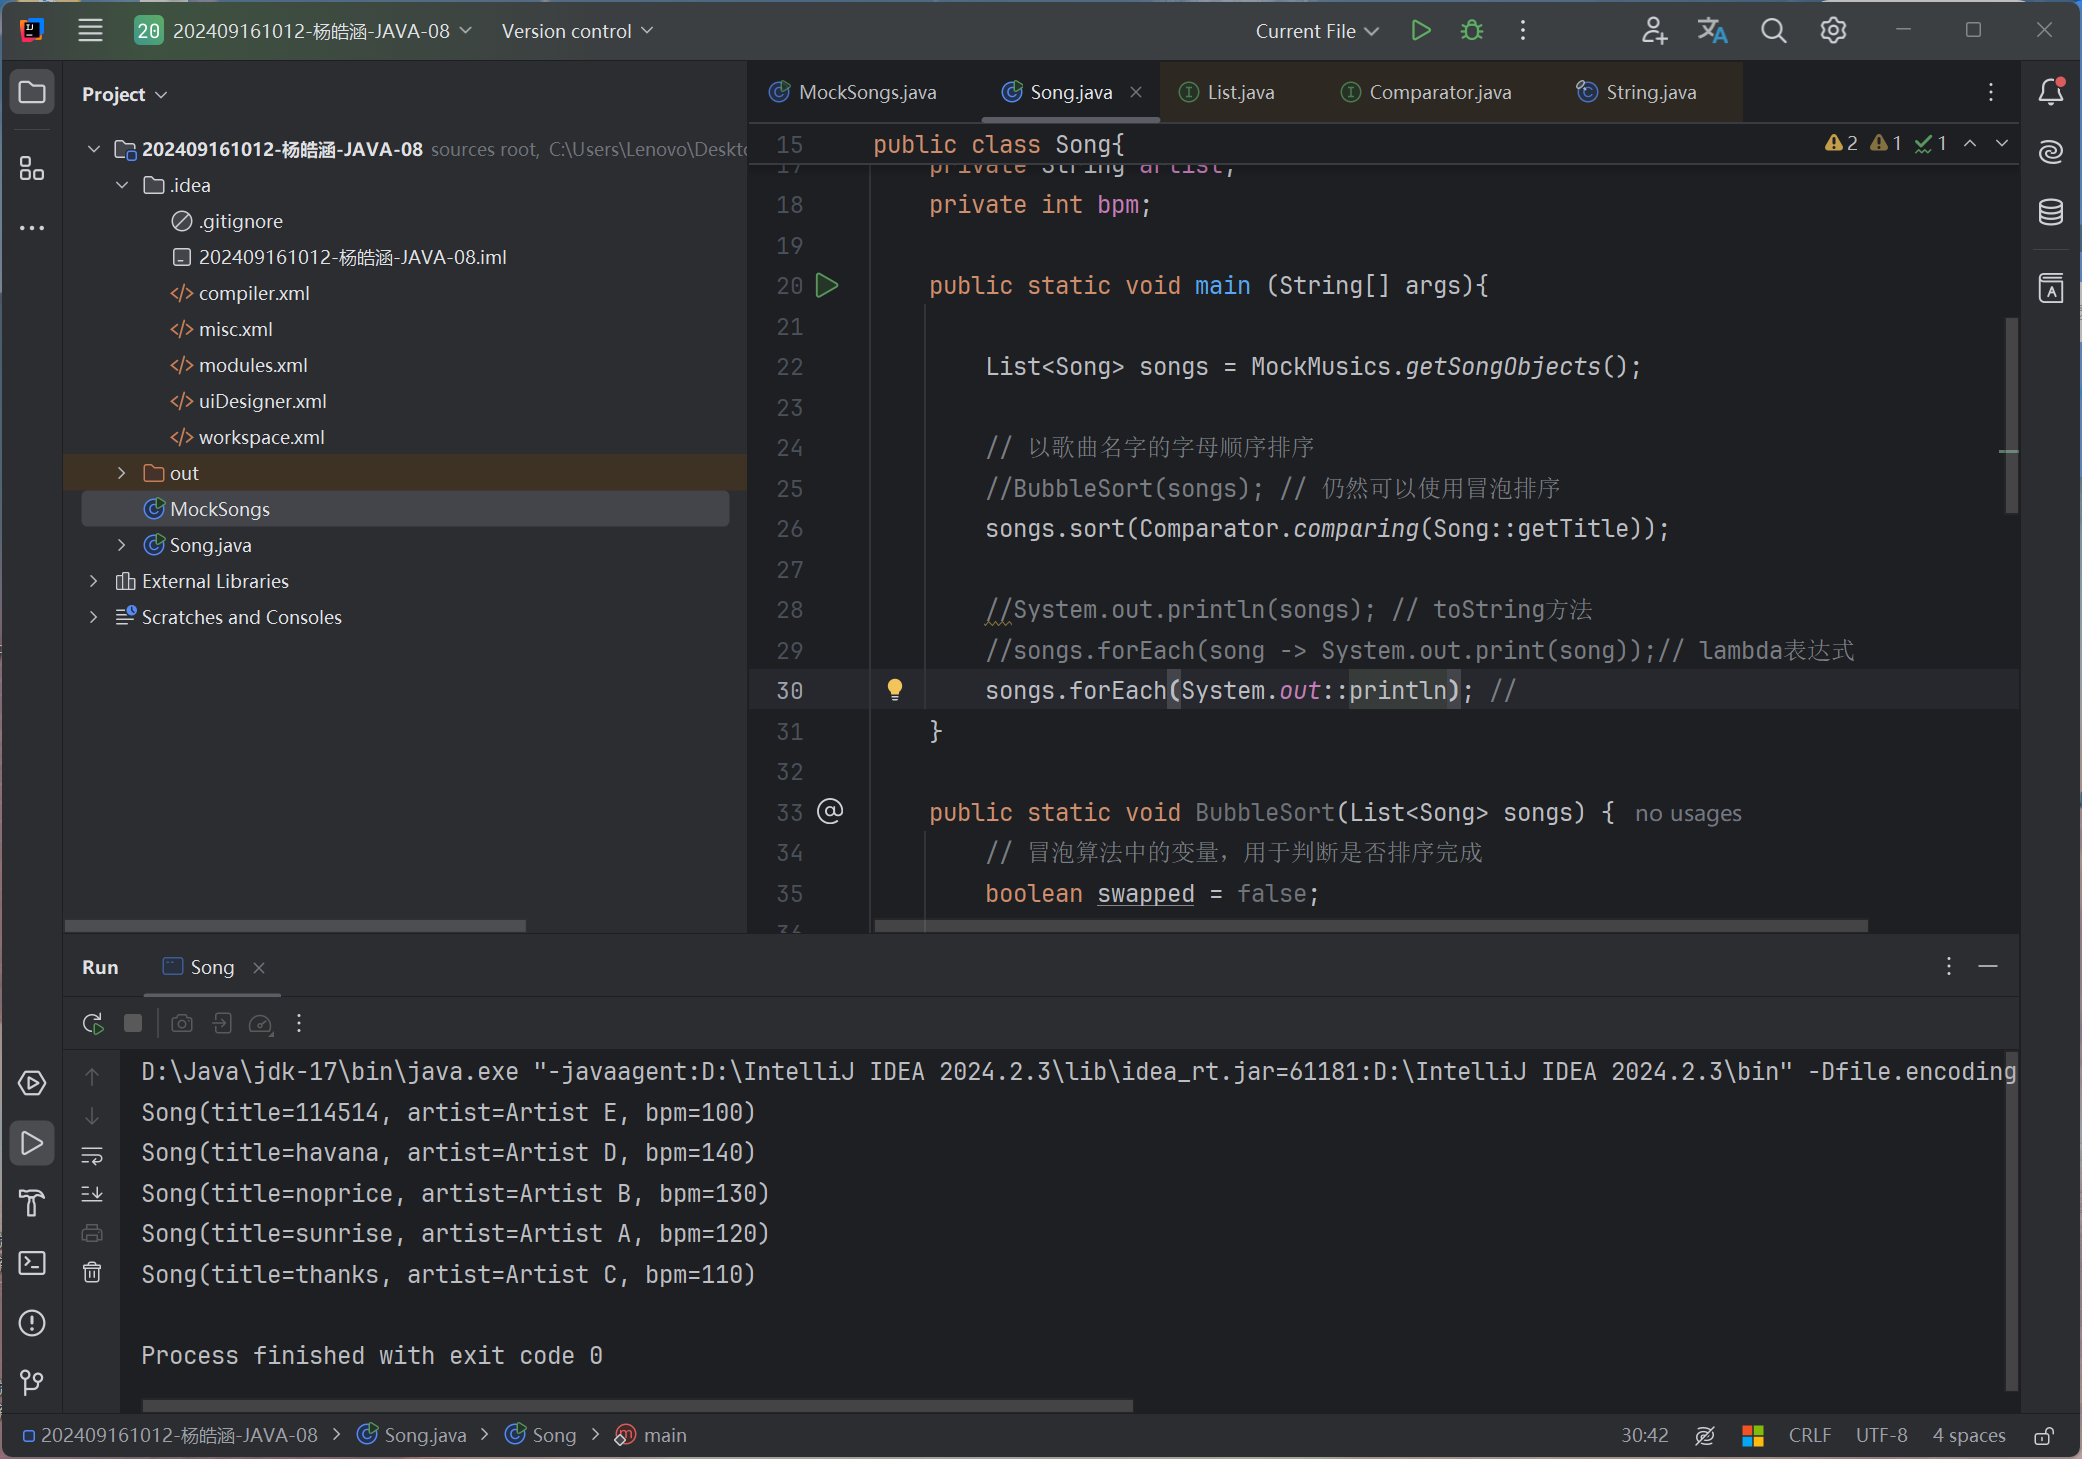 20 202409161012-杨皓涵-JAVA-08 Version control Current File
Project
202409161012-杨皓涵-JAVA-08 sources root, C:\Users\Lenovo\Deskto
.idea
.gitignore
202409161012-杨皓涵-JAVA-08.iml
compiler.xml
misc.xml
modules.xml
uiDesigner.xml
workspace.xml
out
MockSongs
Song.java
External Libraries
Scratches and Consoles
MockSongs.java Song.java List.java Comparator.java String.java
15 public class Song{ 2 1 1
17 private String artist;
18 private int bpm;
19
20 public static void main (String[] args){
21
22 List<Song> songs = MockMusics.getSongObjects();
23
24 // 以歌曲名字的字母顺序排序
25 //BubbleSort(songs); // 仍然可以使用冒泡排序
26 songs.sort(Comparator.comparing(Song::getTitle));
27
28 //System.out.println(songs); // toString方法
29 //songs.forEach(song -> System.out.print(song));// lambda表达式
30 songs.forEach(System.out::println); //
31 }
32
33 public static void BubbleSort(List<Song> songs) { no usages
34 // 冒泡算法中的变量，用于判断是否排序完成
35 boolean swapped = false;
36
Run Song
D:\Java\jdk-17\bin\java.exe "-javaagent:D:\IntelliJ IDEA 2024.2.3\lib\idea_rt.jar=61181:D:\IntelliJ IDEA 2024.2.3\bin" -Dfile.encoding
Song(title=114514, artist=Artist E, bpm=100)
Song(title=havana, artist=Artist D, bpm=140)
Song(title=noprice, artist=Artist B, bpm=130)
Song(title=sunrise, artist=Artist A, bpm=120)
Song(title=thanks, artist=Artist C, bpm=110)
Process finished with exit code 0
202409161012-杨皓涵-JAVA-08 > Song.java > Song > main 30:42 CRLF UTF-8 4 spaces